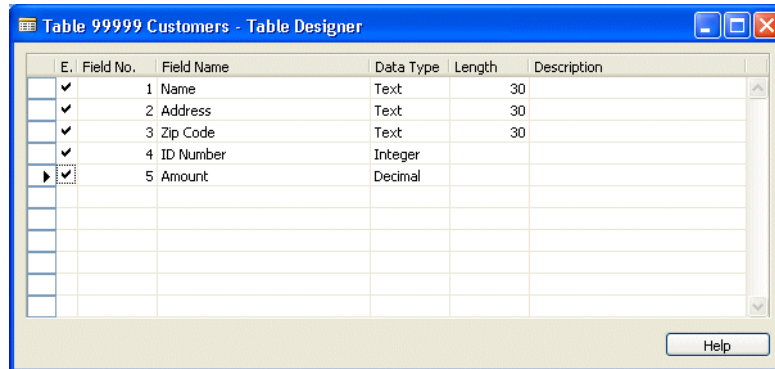 Table 99999 Customers - Table Designer
E. Field No. Field Name Data Type Length Description
1 Name Text 30
2 Address Text 30
3 Zip Code Text 30
4 ID Number Integer
5 Amount Decimal
Help